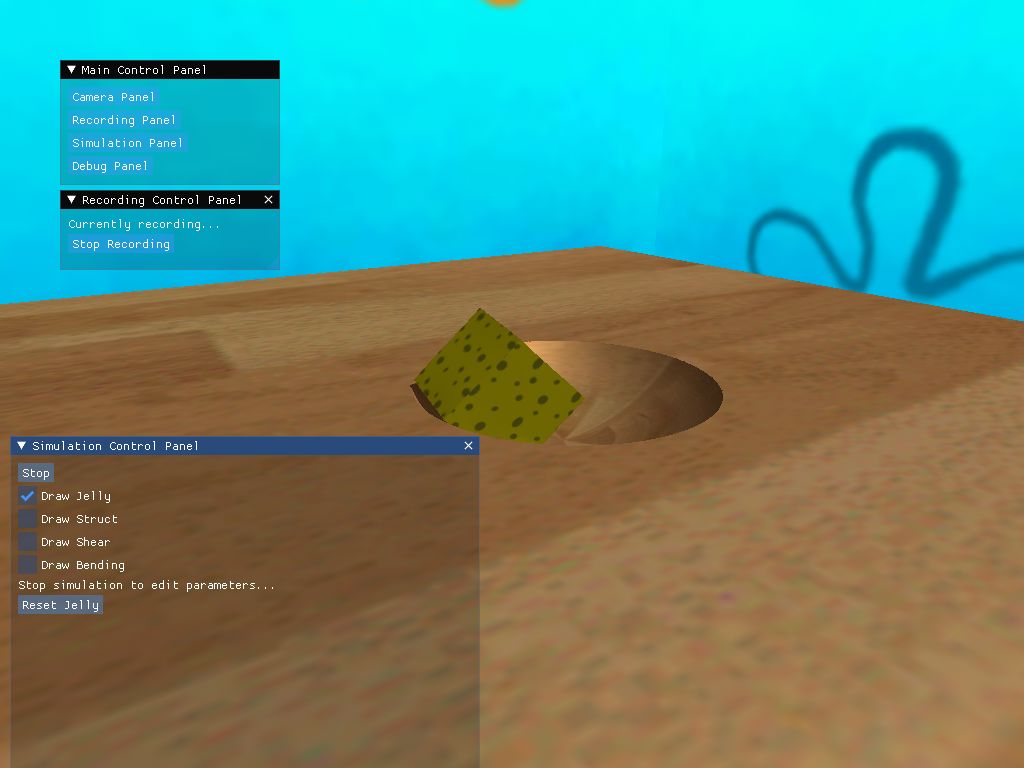 Main Control Panel
Camera Panel
Recording Panel
Simulation Panel
Debug Panel
Recording Control Panel
Currently recording...
Stop Recording
Simulation Control Panel
Stop
Draw Jelly
Draw Struct
Draw Shear
Draw Bending
Stop simulation to edit parameters...
Reset Jelly